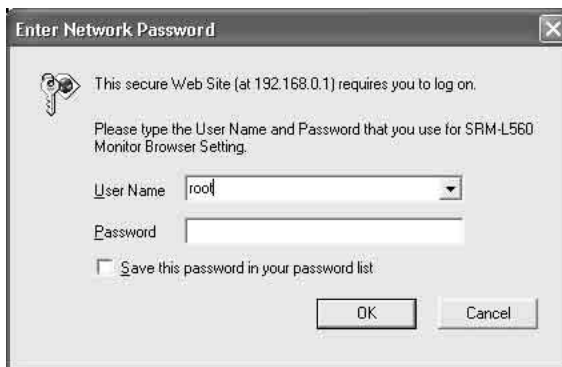 Enter Network Password
This secure Web Site (at 192.168.0.1) requires you to log on.
Please type the User Name and Password that you use for SRM-L560
Monitor Browser Setting.
User Name root
Password
Save this password in your password list
OK Cancel